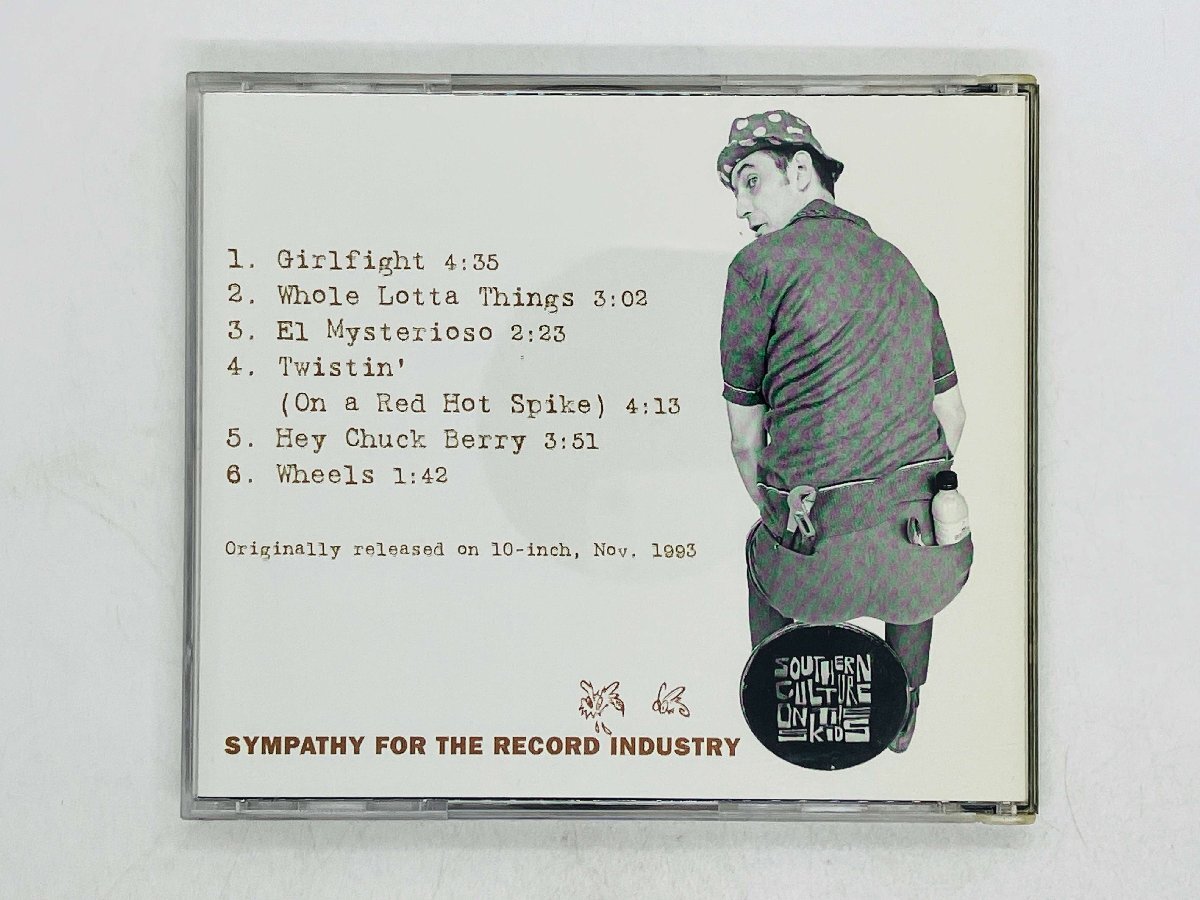 1. Girlfight 4:35
2. Whole Lotta Things 3:02
3. El Mysterioso 2:23
4. Twistin'
(On a Red Hot Spike) 4:13
5. Hey Chuck Berry 3:51
6. Wheels 1:42
Originally released on 10-inch, Nov. 1993
SYMPATHY FOR THE RECORD INDUSTRY
SOUTHERN
CULTURE
ON THE
SKIDS